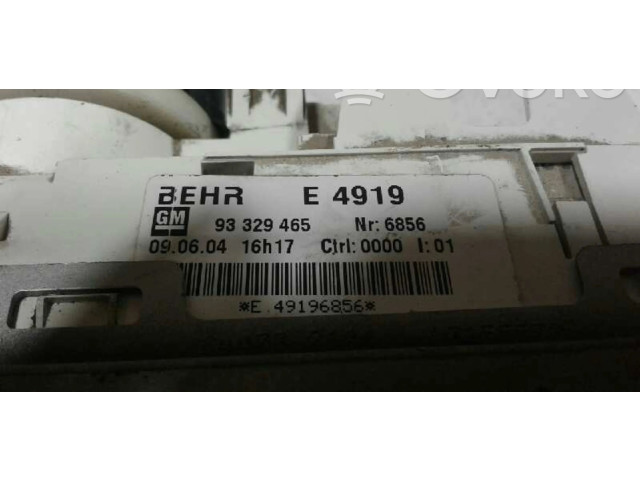 BEHR E 4919
GM 93 329 465 Nr: 6856
09.06.04 16h17 Ctrl: 0000 I: 01
*E 49196856*